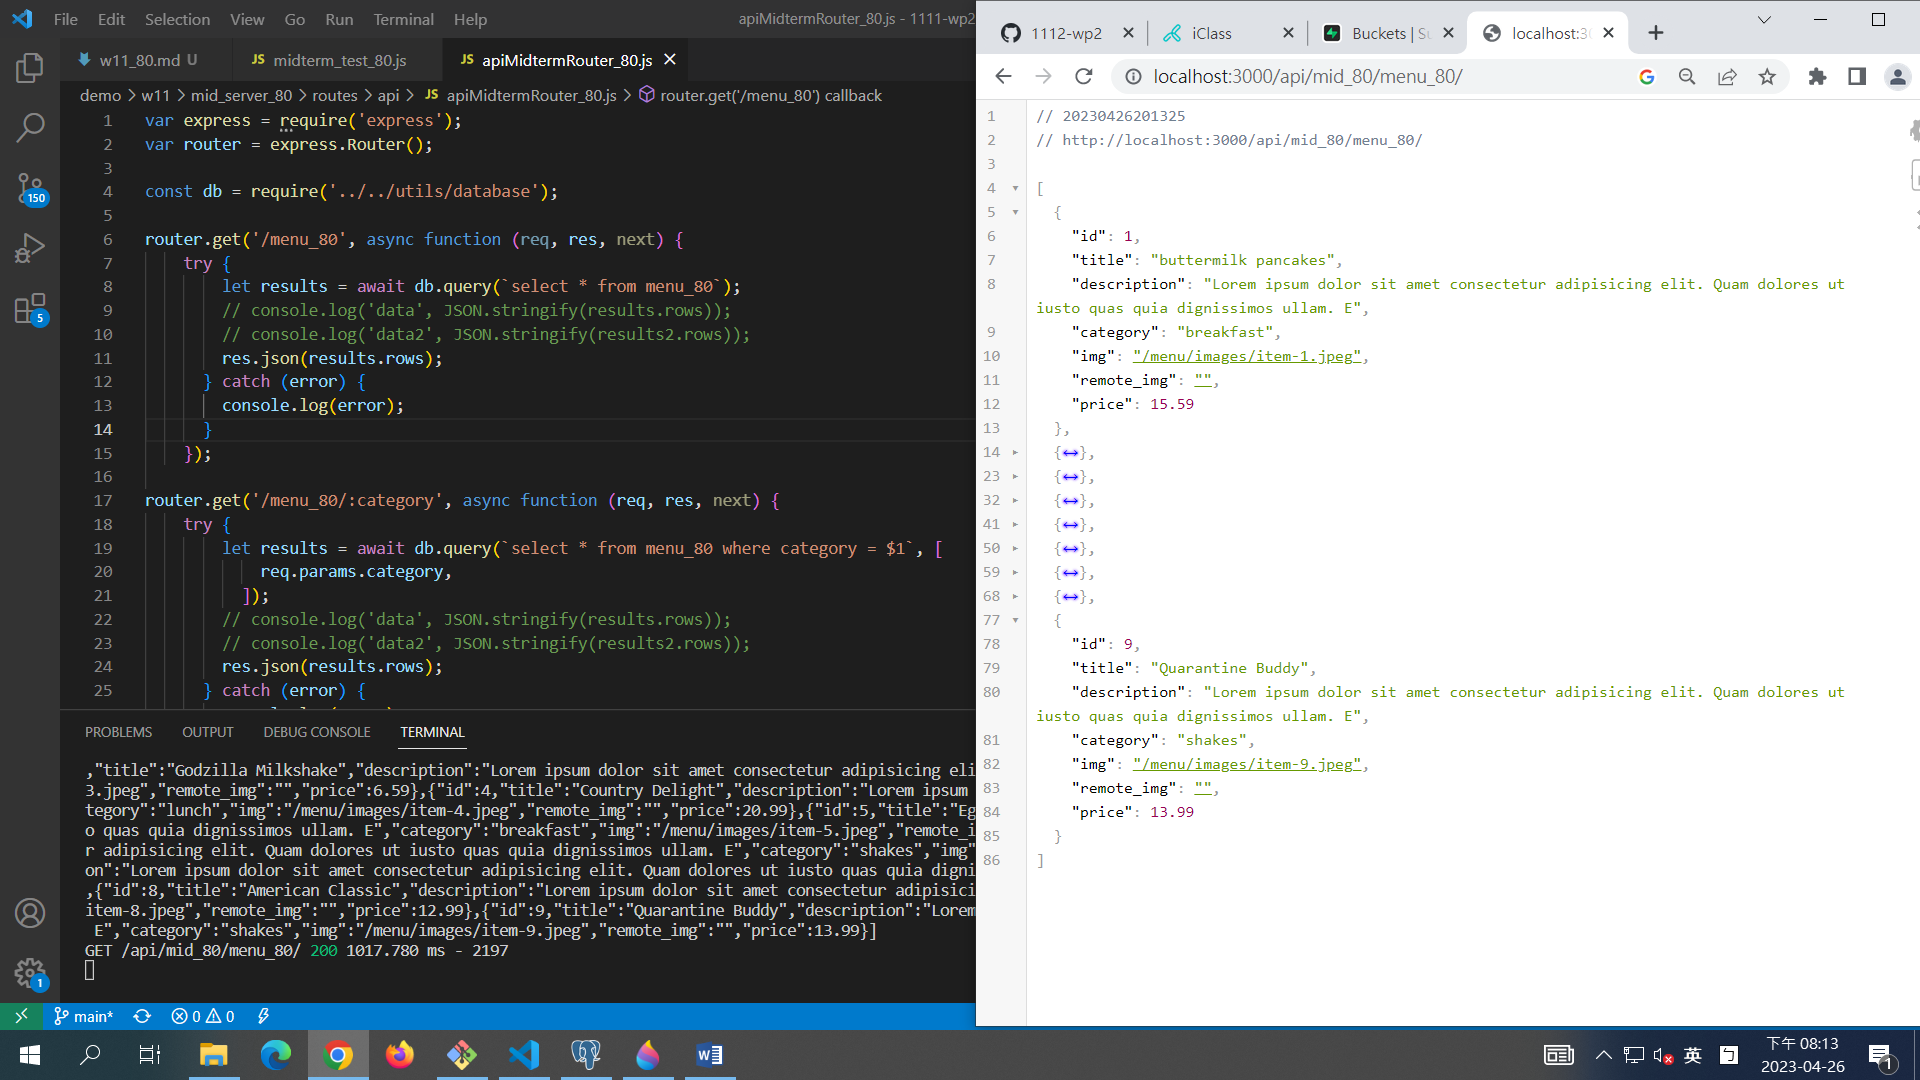 File Edit Selection View Go Run Terminal Help apiMidtermRouter_80.js - 1111-wp2
w11_80.md U
JS midterm_test_80.js
JS apiMidtermRouter_80.js
demo > w11 > mid_server_80 > routes > api > JS apiMidtermRouter_80.js > router.get('/menu_80') callback
1 var express = require('express');
2 var router = express.Router();
3
4 const db = require('../../utils/database');
5
6 router.get('/menu_80', async function (req, res, next) {
7 try {
8 let results = await db.query(`select * from menu_80`);
9 // console.log('data', JSON.stringify(results.rows));
10 // console.log('data2', JSON.stringify(results2.rows));
11 res.json(results.rows);
12 } catch (error) {
13 console.log(error);
14 }
15 });
16
17 router.get('/menu_80/:category', async function (req, res, next) {
18 try {
19 let results = await db.query(`select * from menu_80 where category = $1`, [
20 req.params.category,
21 ]);
22 // console.log('data', JSON.stringify(results.rows));
23 // console.log('data2', JSON.stringify(results2.rows));
24 res.json(results.rows);
25 } catch (error) {
150
5
1
PROBLEMS OUTPUT DEBUG CONSOLE TERMINAL
,"title":"Godzilla Milkshake","description":"Lorem ipsum dolor sit amet consectetur adipisicing eli
3.jpeg","remote_img":"","price":6.59},{"id":4,"title":"Country Delight","description":"Lorem ipsum
tegory":"lunch","img":"/menu/images/item-4.jpeg","remote_img":"","price":20.99},{"id":5,"title":"Eg
o quas quia dignissimos ullam. E","category":"breakfast","img":"/menu/images/item-5.jpeg","remote_i
r adipisicing elit. Quam dolores ut iusto quas quia dignissimos ullam. E","category":"shakes","img"
on":"Lorem ipsum dolor sit amet consectetur adipisicing elit. Quam dolores ut iusto quas quia digni
,{"id":8,"title":"American Classic","description":"Lorem ipsum dolor sit amet consectetur adipisici
item-8.jpeg","remote_img":"","price":12.99},{"id":9,"title":"Quarantine Buddy","description":"Lorem
E","category":"shakes","img":"/menu/images/item-9.jpeg","remote_img":"","price":13.99}]
GET /api/mid_80/menu_80/ 200 1017.780 ms - 2197
main* 0 0
1112-wp2
iClass
Buckets | Su
localhost:30
localhost:3000/api/mid_80/menu_80/
1 // 20230426201325
2 // http://localhost:3000/api/mid_80/menu_80/
3
4 [
5 {
6 "id": 1,
7 "title": "buttermilk pancakes",
8 "description": "Lorem ipsum dolor sit amet consectetur adipisicing elit. Quam dolores ut
iusto quas quia dignissimos ullam. E",
9 "category": "breakfast",
10 "img": "/menu/images/item-1.jpeg",
11 "remote_img": "",
12 "price": 15.59
13 },
14 {↔},
23 {↔},
32 {↔},
41 {↔},
50 {↔},
59 {↔},
68 {↔},
77 {
78 "id": 9,
79 "title": "Quarantine Buddy",
80 "description": "Lorem ipsum dolor sit amet consectetur adipisicing elit. Quam dolores ut
iusto quas quia dignissimos ullam. E",
81 "category": "shakes",
82 "img": "/menu/images/item-9.jpeg",
83 "remote_img": "",
84 "price": 13.99
85 }
86 ]
英 ㄅ 下午 08:13
2023-04-26
1